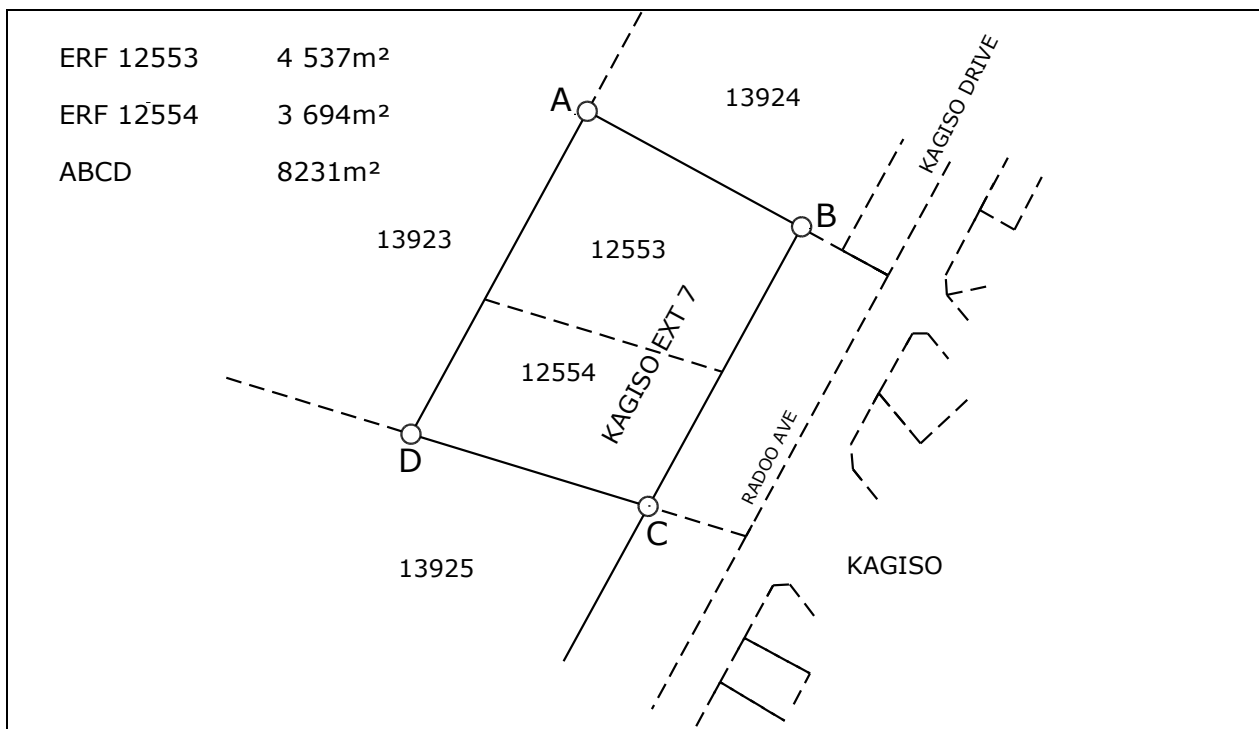 ERF 12553 4 537m²
ERF 12554 3 694m²
ABCD 8231m²
A
13924
KAGISO DRIVE
B
13923
12553
KAGISO EXT 7
12554
D
RADOO AVE
C
13925
KAGISO